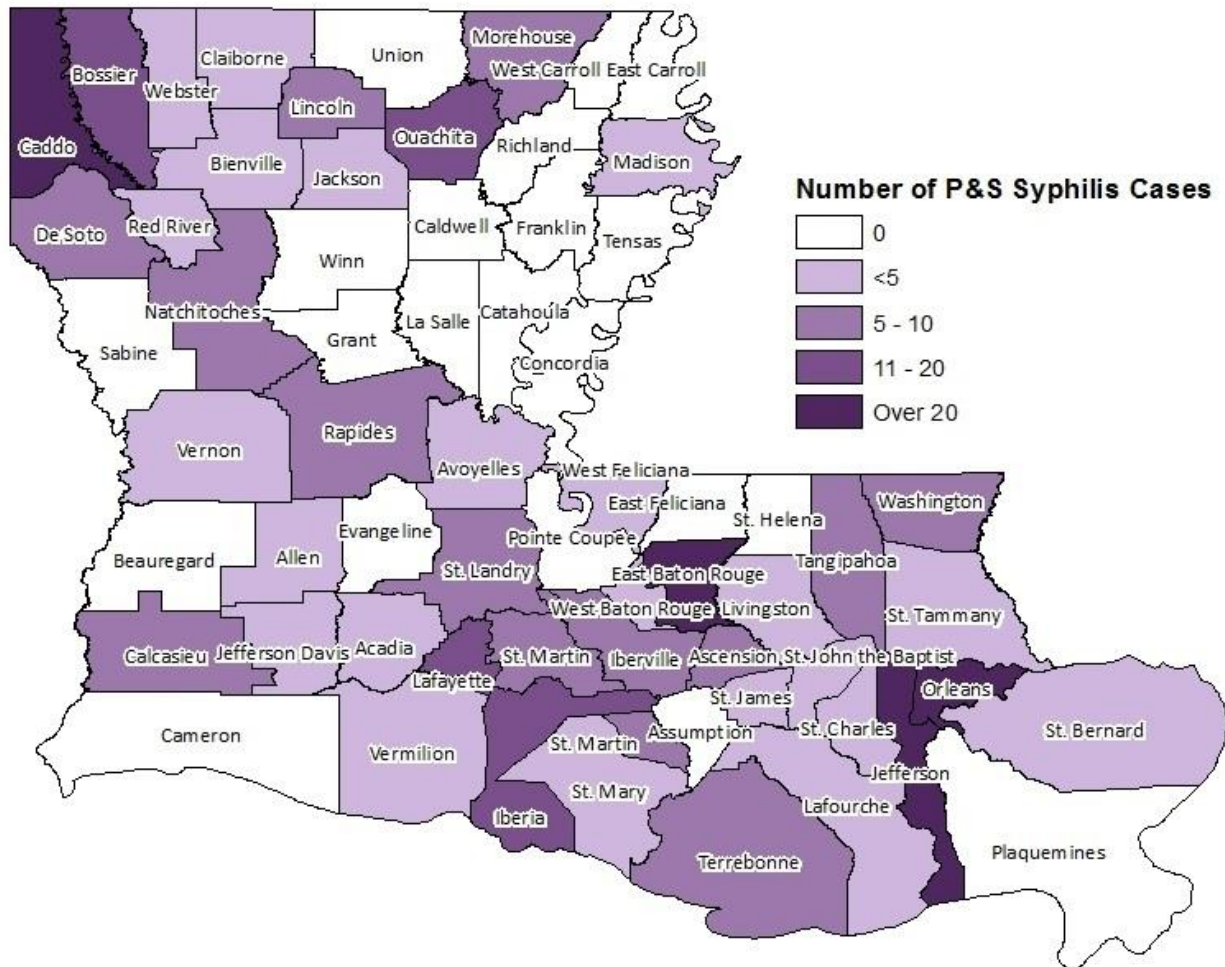 Union
Morehouse
Claiborne
West Carroll
East Carroll
Bossier
Webster
Lincoln
Ouachita
Richland
Caddo
Madison
Bienville
Jackson
Number of P&S Syphilis Cases
0
<5
5 - 10
11 - 20
Over 20
De Soto
Red River
Caldwell
Franklin
Tensas
Winn
Natchitoches
La Salle
Catahoula
Grant
Sabine
Concordia
Rapides
Vernon
Avoyelles
West Feliciana
East Feliciana
Washington
St. Helena
Evangeline
Pointe Coupee
Beauregard
Allen
Tangipahoa
St. Landry
East Baton Rouge
West Baton Rouge
Livingston
St. Tammany
Calcasieu
Jefferson Davis
Acadia
St. Martin
Iberville
Ascension
St. John the Baptist
Lafayette
Orleans
St. James
Cameron
Vermilion
St. Martin
Assumption
St. Charles
St. Bernard
Jefferson
St. Mary
Iberia
Lafourche
Terrebonne
Plaquemines